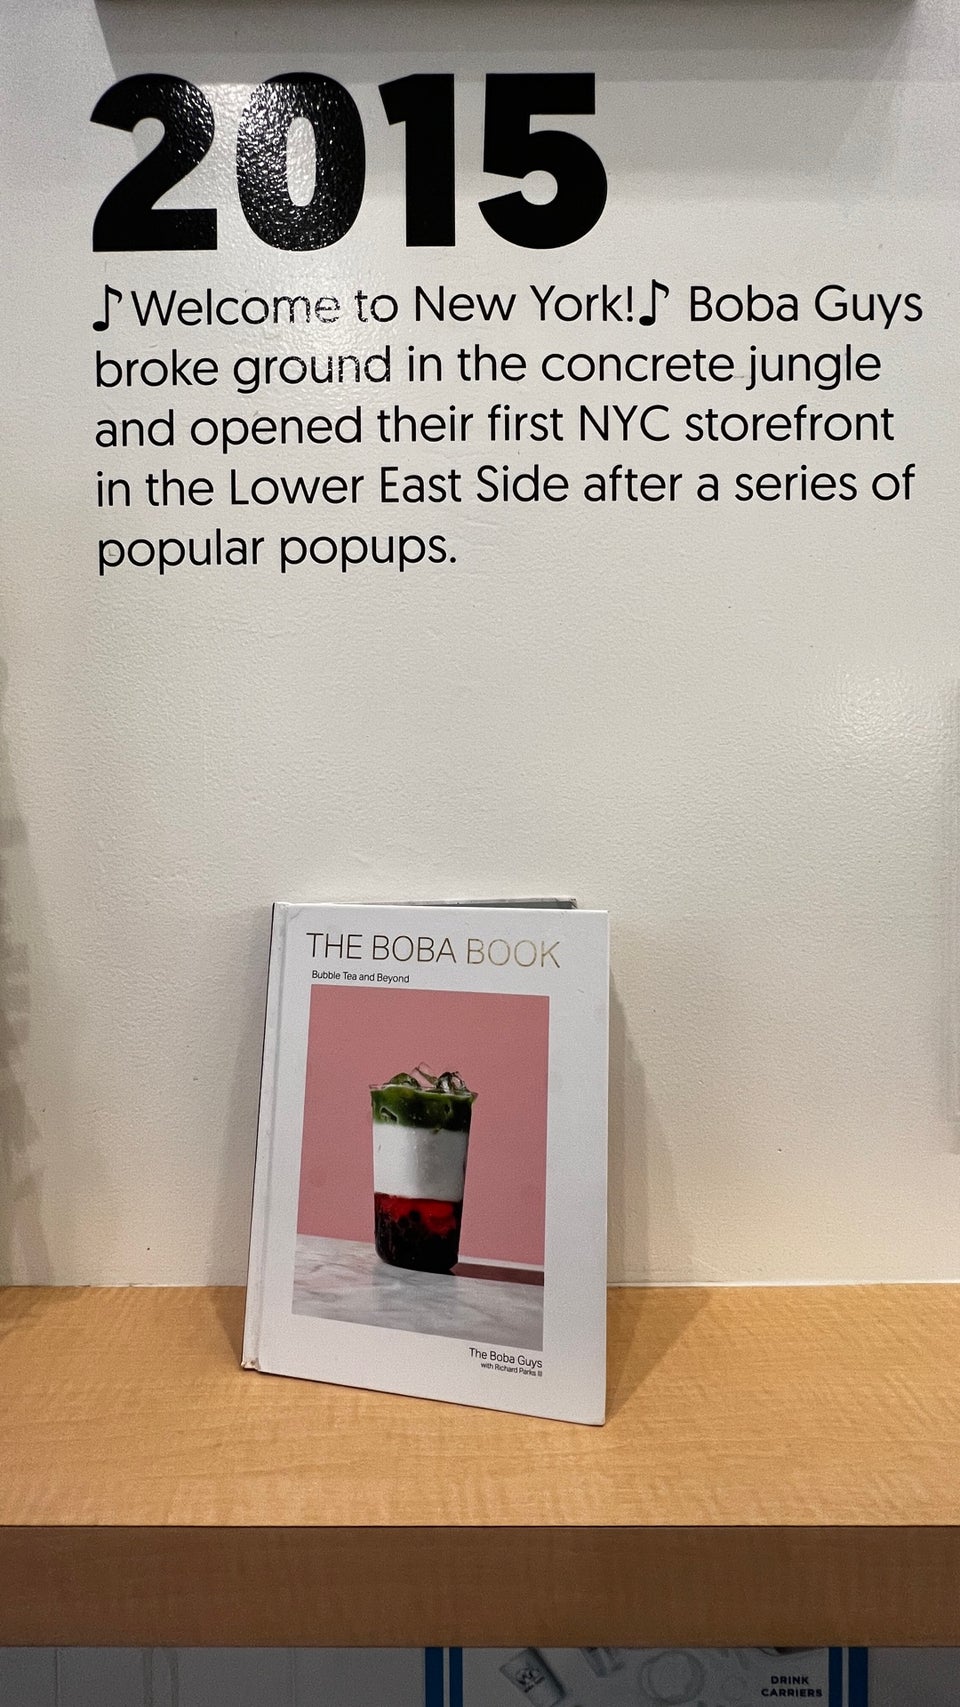 2015
♪Welcome to New York!♪ Boba Guys
broke ground in the concrete jungle
and opened their first NYC storefront
in the Lower East Side after a series of
popular popups.
THE BOBA BOOK
Bubble Tea and Beyond
The Boba Guys
with Richard Parks III
DRINK
CARRIERS